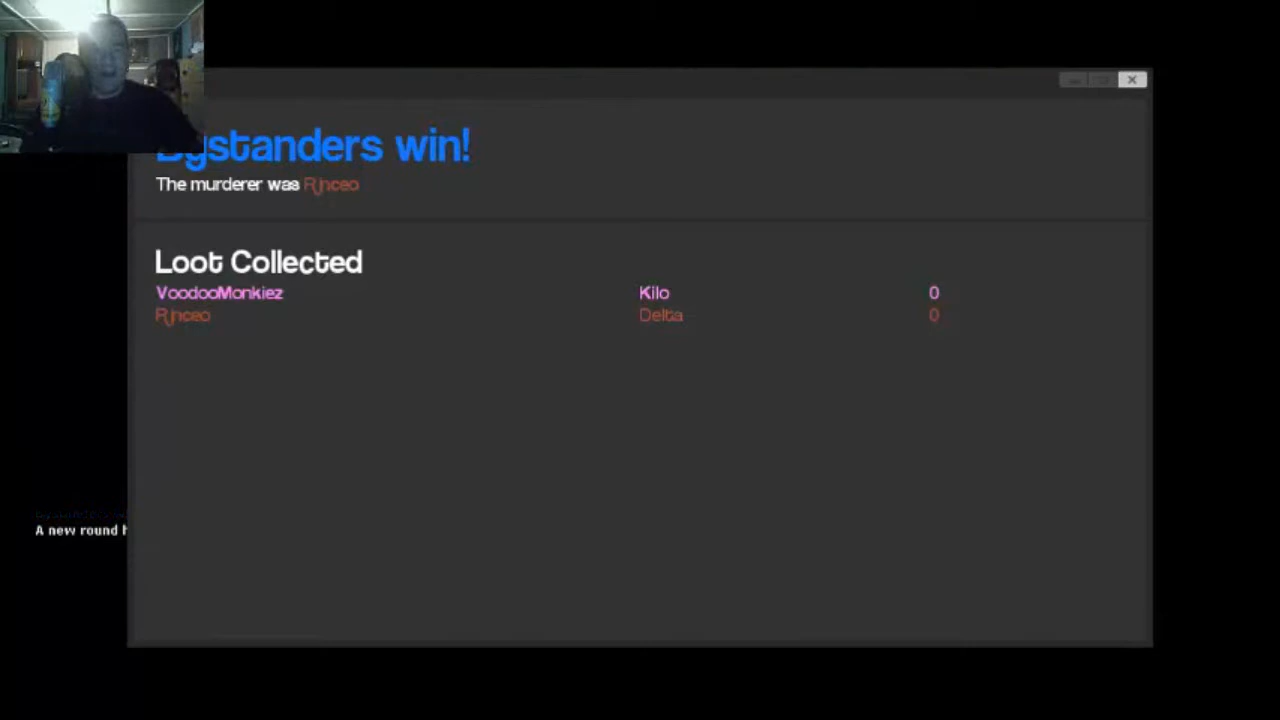 Bystanders win!
The murderer was Rjnceo
Loot Collected
VoodooMonkiez Kilo 0
Rjnceo Delta 0
A new round h